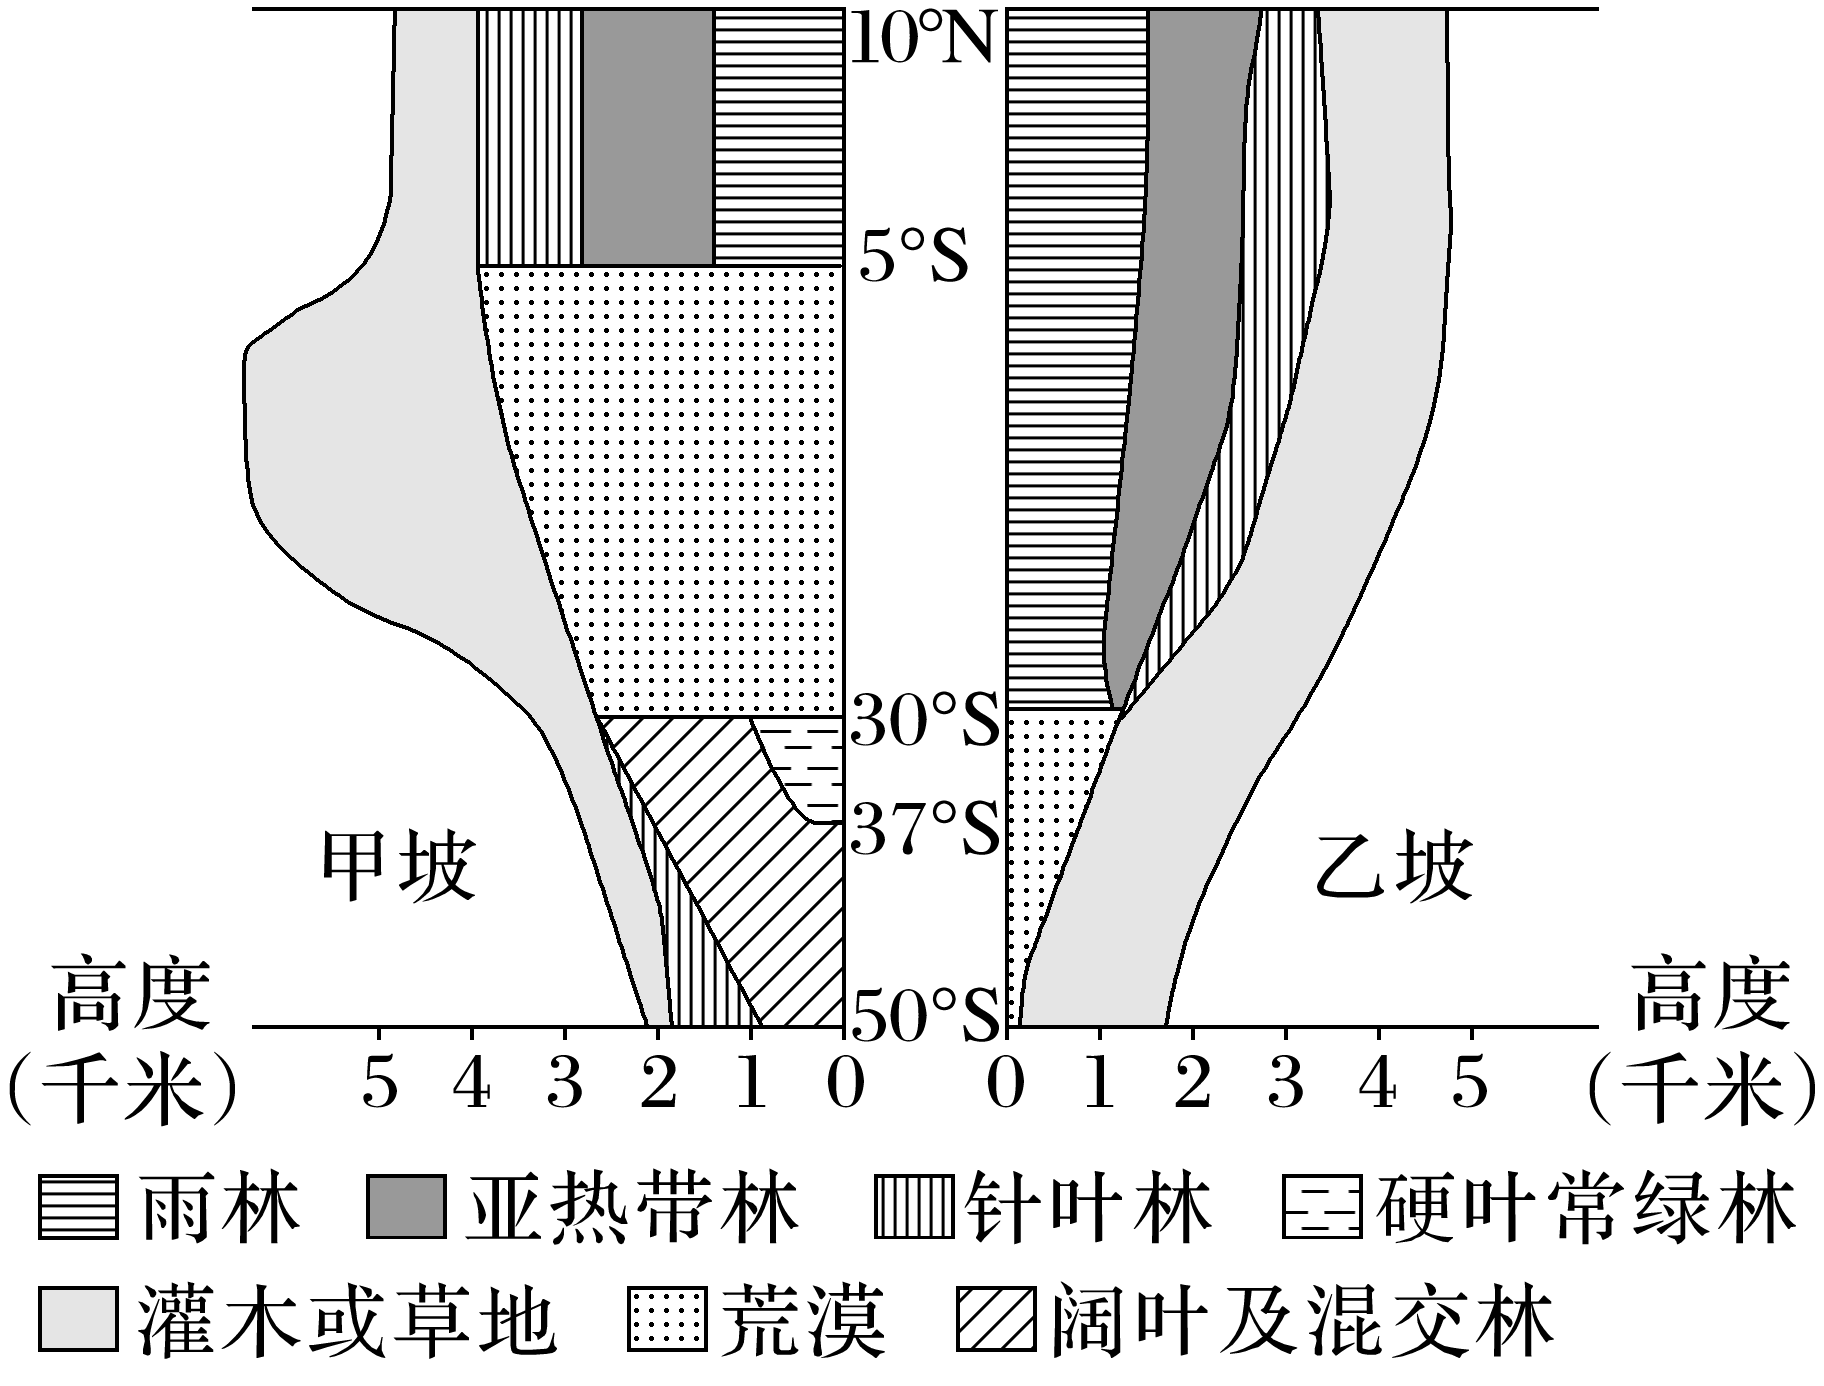 10°N
5°S
30°S
37°S
50°S
甲坡
乙坡
高度
(千米)
5 4 3 2 1 0
0 1 2 3 4 5
高度
(千米)
雨林 亚热带林 针叶林 硬叶常绿林
灌木或草地 荒漠 阔叶及混交林